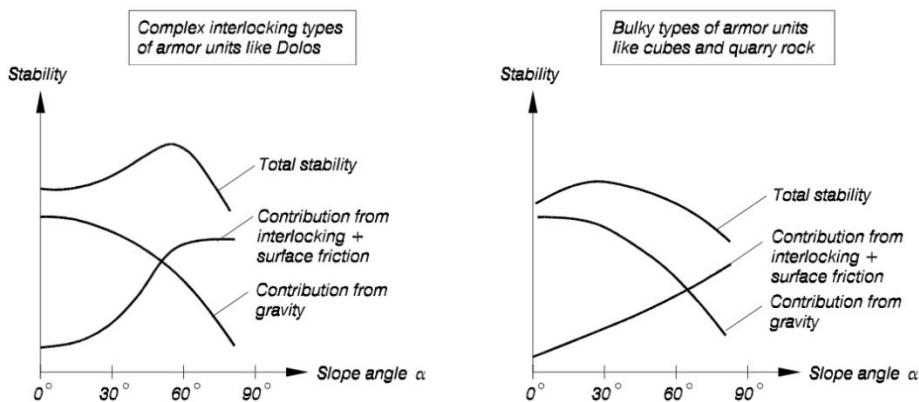 Complex interlocking types
of armor units like Dolos
Stability
Total stability
Contribution from
interlocking +
surface friction
Contribution from
gravity
0° 30° 60° 90° Slope angle α
Bulky types of armor units
like cubes and quarry rock
Stability
Total stability
Contribution from
interlocking +
surface friction
Contribution from
gravity
0° 30° 60° 90° Slope angle α